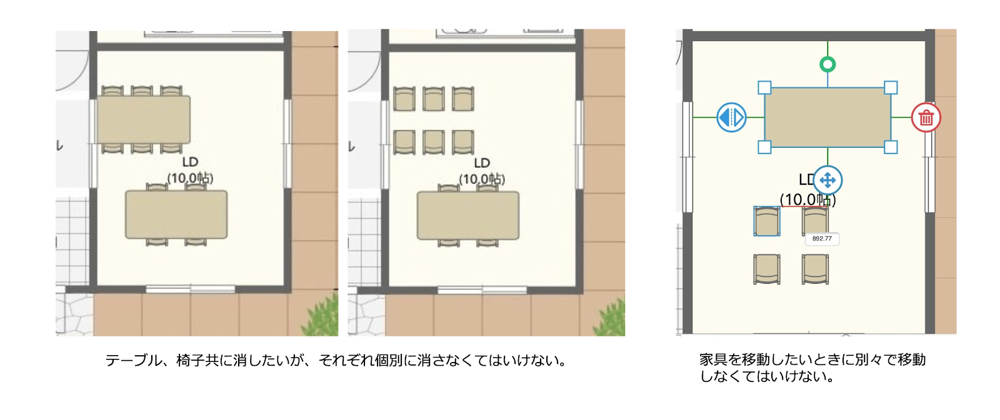 ル
LD
(10.0帖)
ル
LD
(10.0帖)
LD
(10.0帖)
892.77
テーブル、椅子共に消したいが、それぞれ個別に消さなくてはいけない。
家具を移動したいときに別々で移動
しなくてはいけない。